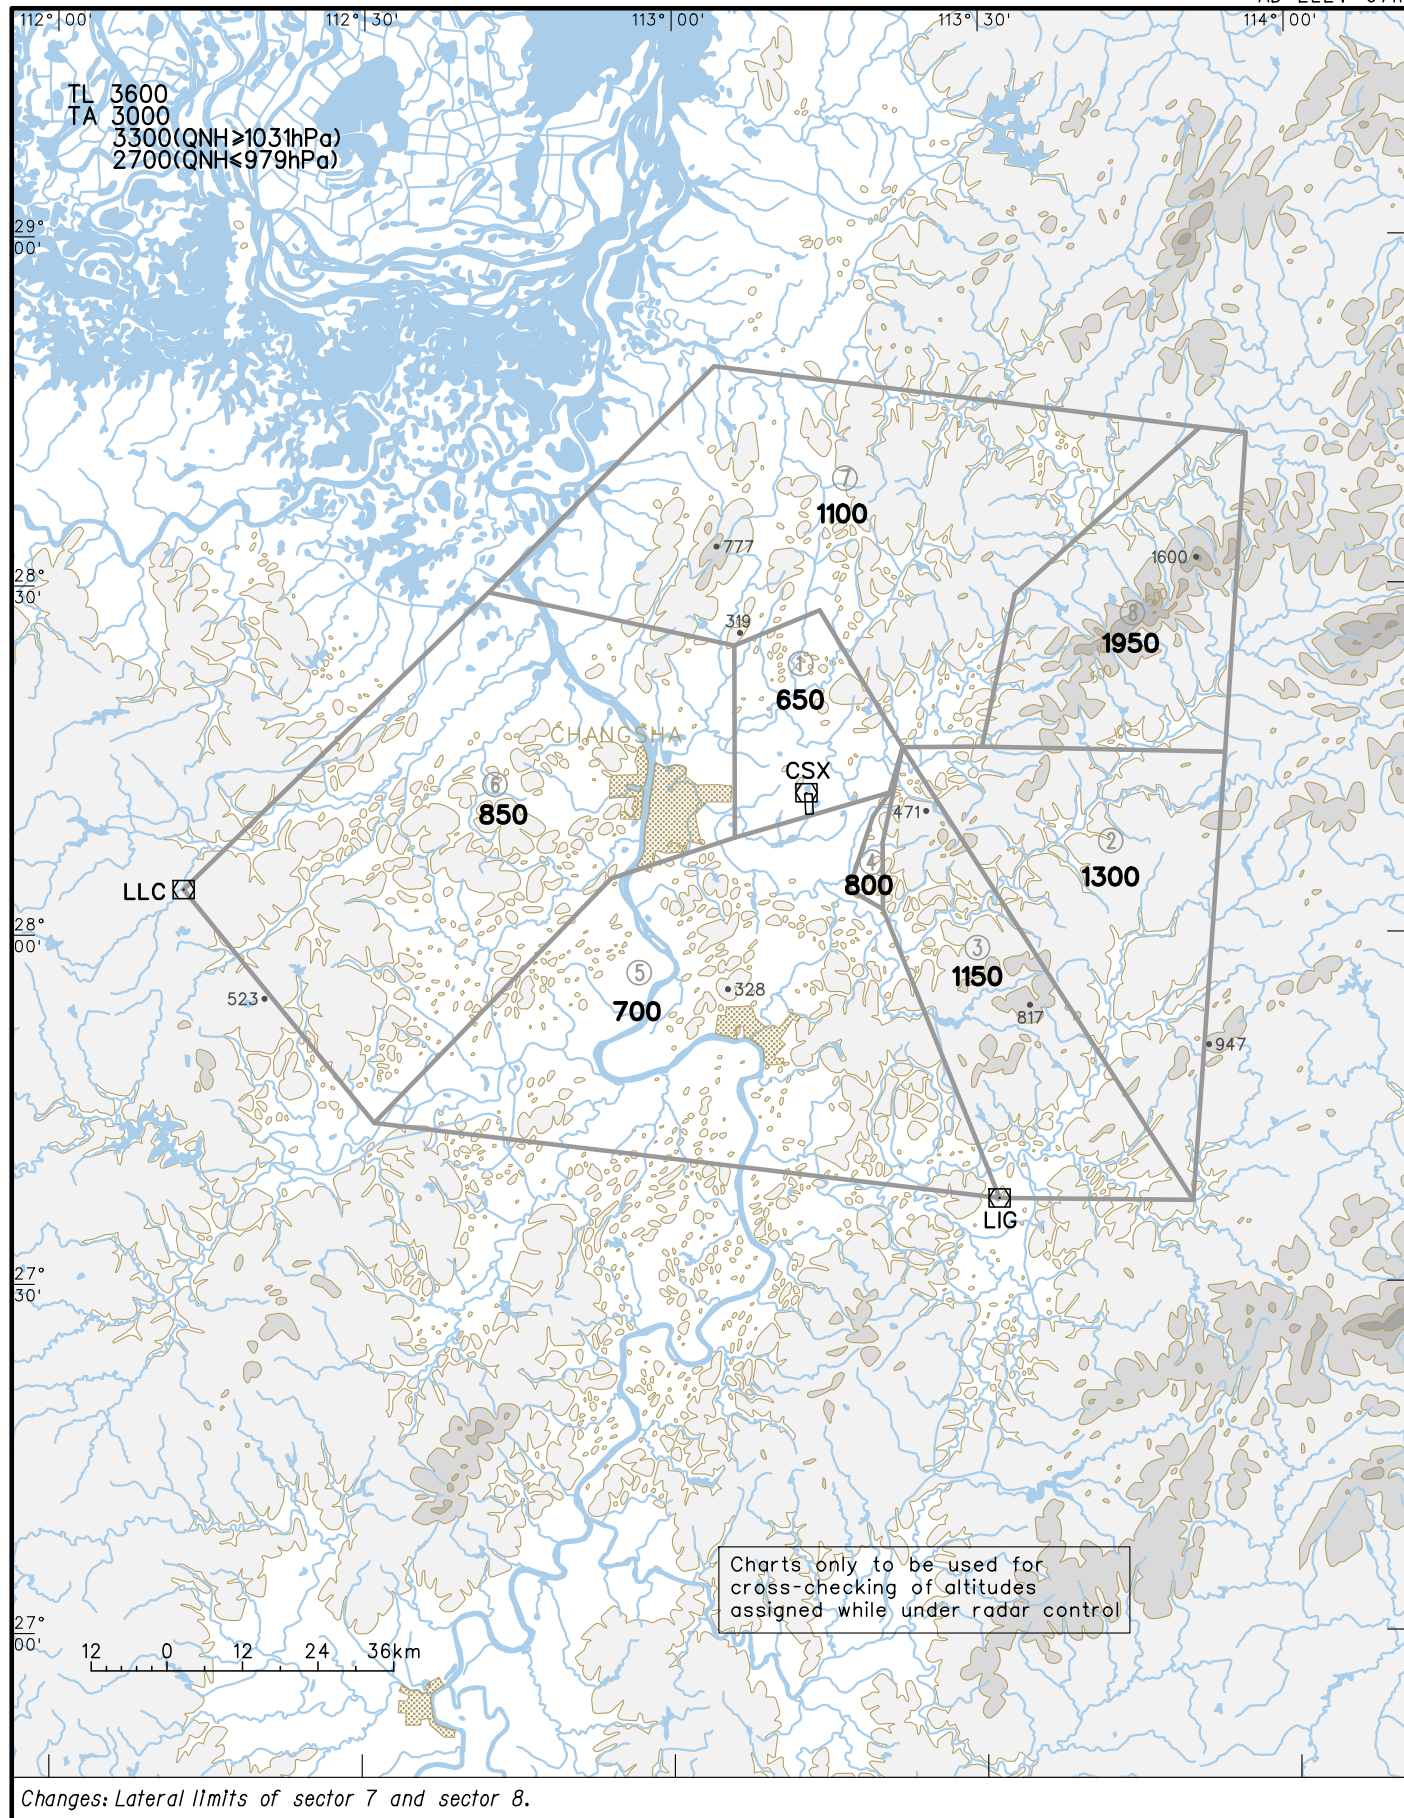 112°00' 112°30' 113°00' 113°30' 114°00'
TL 3600
TA 3000
3300(QNH≥1031hPa)
2700(QNH≤979hPa)
29°
00'
⑦
1100
777
1600
28°
30'
⑧
1950
319
①
650
CHANGSHA
CSX
⑥
850
471
②
1300
④
800
LLC
28°
00'
③
1150
⑤
700
328
523
817
947
LIG
27°
30'
Charts only to be used for
cross-checking of altitudes
assigned while under radar control
27°
00'
12 0 12 24 36km
Changes: Lateral limits of sector 7 and sector 8.